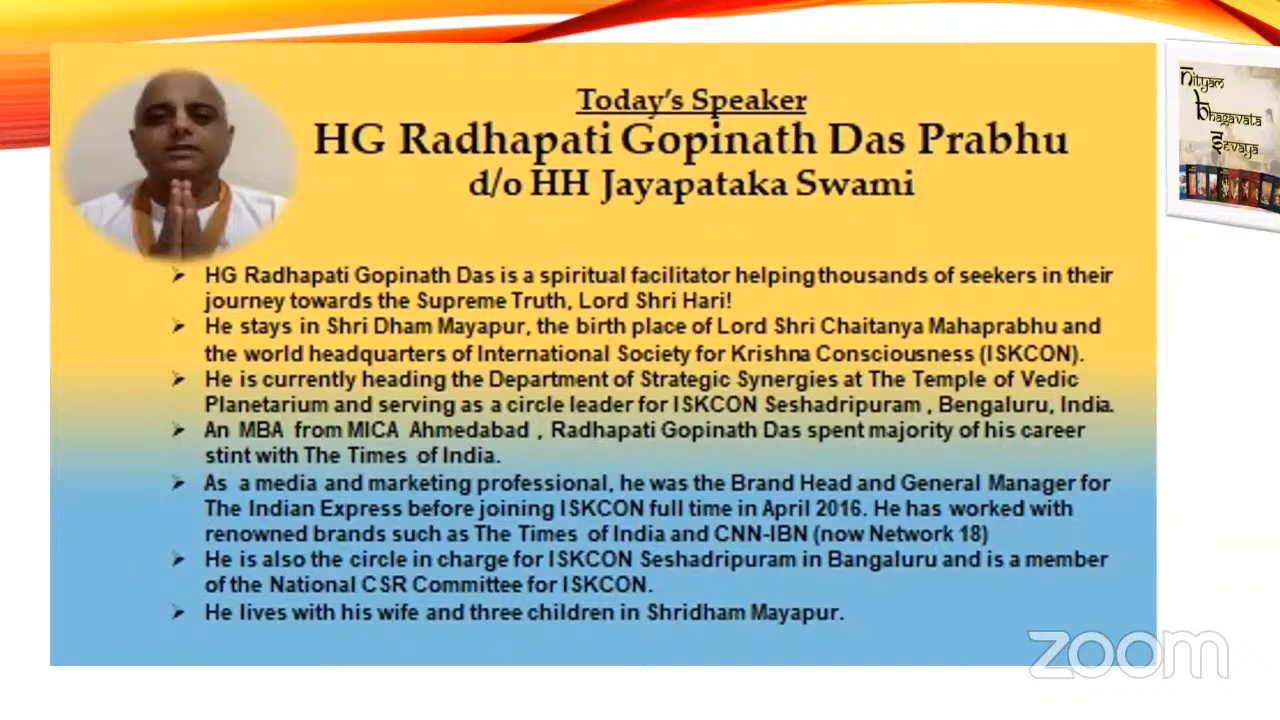 Today's Speaker
HG Radhapati Gopinath Das Prabhu
d/o HH Jayapataka Swami
Nityam
Bhagavata
Sevaya
➢ HG Radhapati Gopinath Das is a spiritual facilitator helping thousands of seekers in their
journey towards the Supreme Truth, Lord Shri Hari!
➢ He stays in Shri Dham Mayapur, the birth place of Lord Shri Chaitanya Mahaprabhu and
the world headquarters of International Society for Krishna Consciousness (ISKCON).
➢ He is currently heading the Department of Strategic Synergies at The Temple of Vedic
Planetarium and serving as a circle leader for ISKCON Seshadripuram , Bengaluru, India.
➢ An MBA from MICA Ahmedabad , Radhapati Gopinath Das spent majority of his career
stint with The Times of India.
➢ As a media and marketing professional, he was the Brand Head and General Manager for
The Indian Express before joining ISKCON full time in April 2016. He has worked with
renowned brands such as The Times of India and CNN-IBN (now Network 18)
➢ He is also the circle in charge for ISKCON Seshadripuram in Bangaluru and is a member
of the National CSR Committee for ISKCON.
➢ He lives with his wife and three children in Shridham Mayapur.
zoom